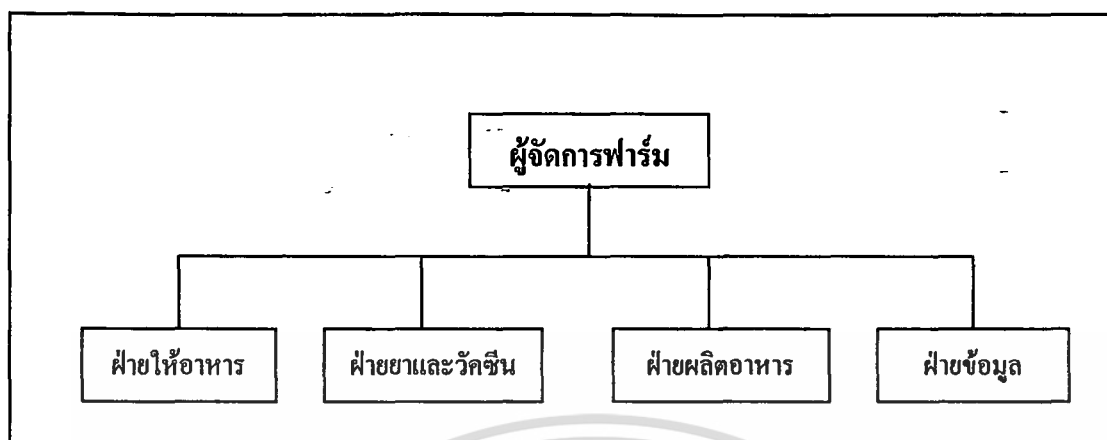 ผู้จัดการฟาร์ม
ฝ่ายให้อาหาร
ฝ่ายยาและวัคซีน
ฝ่ายผลิตอาหาร
ฝ่ายข้อมูล